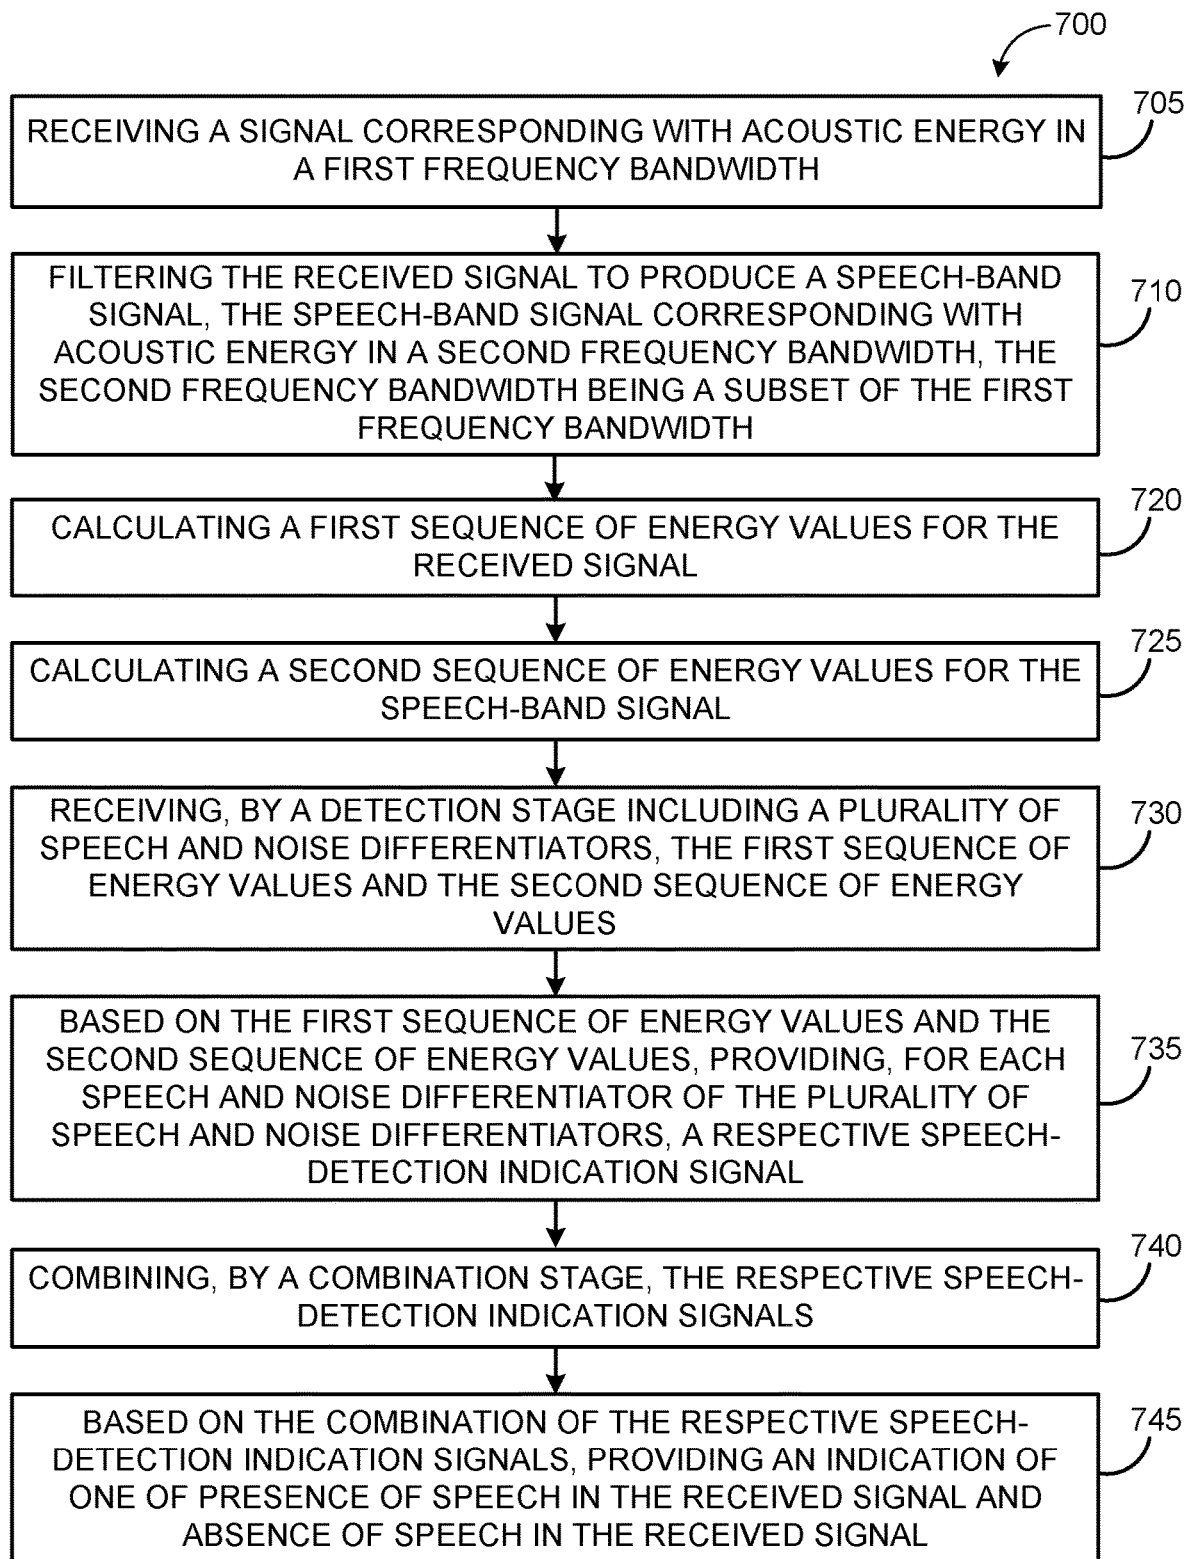 700
705
RECEIVING A SIGNAL CORRESPONDING WITH ACOUSTIC ENERGY IN
A FIRST FREQUENCY BANDWIDTH
710
FILTERING THE RECEIVED SIGNAL TO PRODUCE A SPEECH-BAND
SIGNAL, THE SPEECH-BAND SIGNAL CORRESPONDING WITH
ACOUSTIC ENERGY IN A SECOND FREQUENCY BANDWIDTH, THE
SECOND FREQUENCY BANDWIDTH BEING A SUBSET OF THE FIRST
FREQUENCY BANDWIDTH
720
CALCULATING A FIRST SEQUENCE OF ENERGY VALUES FOR THE
RECEIVED SIGNAL
725
CALCULATING A SECOND SEQUENCE OF ENERGY VALUES FOR THE
SPEECH-BAND SIGNAL
730
RECEIVING, BY A DETECTION STAGE INCLUDING A PLURALITY OF
SPEECH AND NOISE DIFFERENTIATORS, THE FIRST SEQUENCE OF
ENERGY VALUES AND THE SECOND SEQUENCE OF ENERGY
VALUES
735
BASED ON THE FIRST SEQUENCE OF ENERGY VALUES AND THE
SECOND SEQUENCE OF ENERGY VALUES, PROVIDING, FOR EACH
SPEECH AND NOISE DIFFERENTIATOR OF THE PLURALITY OF
SPEECH AND NOISE DIFFERENTIATORS, A RESPECTIVE SPEECH-
DETECTION INDICATION SIGNAL
740
COMBINING, BY A COMBINATION STAGE, THE RESPECTIVE SPEECH-
DETECTION INDICATION SIGNALS
745
BASED ON THE COMBINATION OF THE RESPECTIVE SPEECH-
DETECTION INDICATION SIGNALS, PROVIDING AN INDICATION OF
ONE OF PRESENCE OF SPEECH IN THE RECEIVED SIGNAL AND
ABSENCE OF SPEECH IN THE RECEIVED SIGNAL